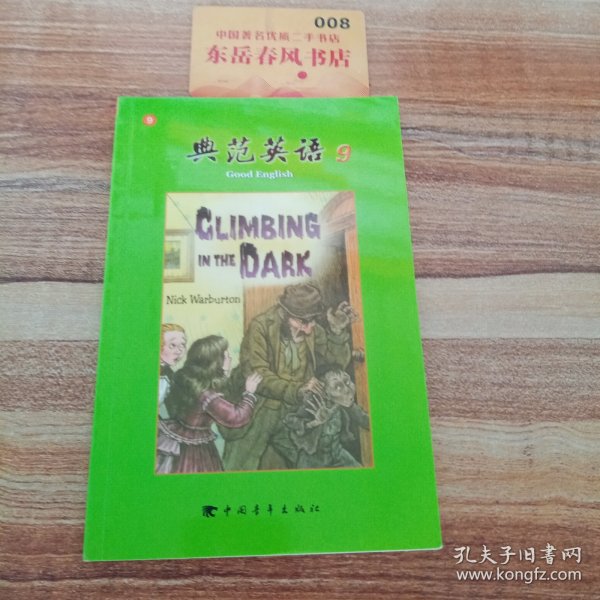 008
中国著名优质二手书店
东岳春风书店
9
典范英语 9
Good English
CLIMBING
IN THE DARK
Nick Warburton
中国青年出版社
孔夫子旧书网
www.kongfz.com